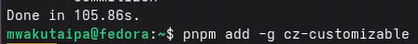 Done in 105.86s.
mwakutaipa@fedora:~$ pnpm add -g cz-customizable